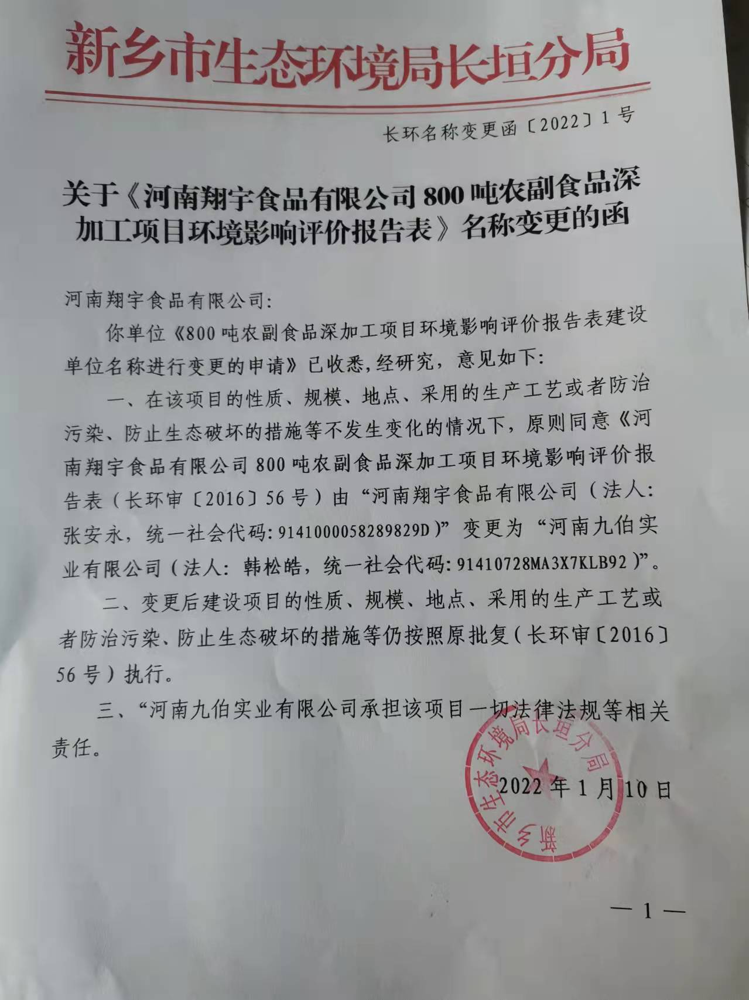 新乡市生态环境局长垣分局
长环名称变更函〔2022〕1号
关于《河南翔宇食品有限公司800吨农副食品深
加工项目环境影响评价报告表》名称变更的函
河南翔宇食品有限公司:
你单位《800吨农副食品深加工项目环境影响评价报告表建设
单位名称进行变更的申请》已收悉,经研究，意见如下:
一、在该项目的性质、规模、地点、采用的生产工艺或者防治
污染、防止生态破坏的措施等不发生变化的情况下，原则同意《河
南翔宇食品有限公司800吨农副食品深加工项目环境影响评价报
告表（长环审〔2016〕56号）由“河南翔宇食品有限公司（法人:
张安永，统一社会代码:9141000058289829D)”变更为“河南九伯实
业有限公司（法人：韩松皓，统一社会代码:91410728MA3X7KLB92)”。
二、变更后建设项目的性质、规模、地点、采用的生产工艺或
者防治污染、防止生态破坏的措施等仍按照原批复（长环审〔2016〕
56号）执行。
三、“河南九伯实业有限公司承担该项目一切法律法规等相关
责任。
新乡市生态环境局长垣分局
2022年1月10日
— 1 —